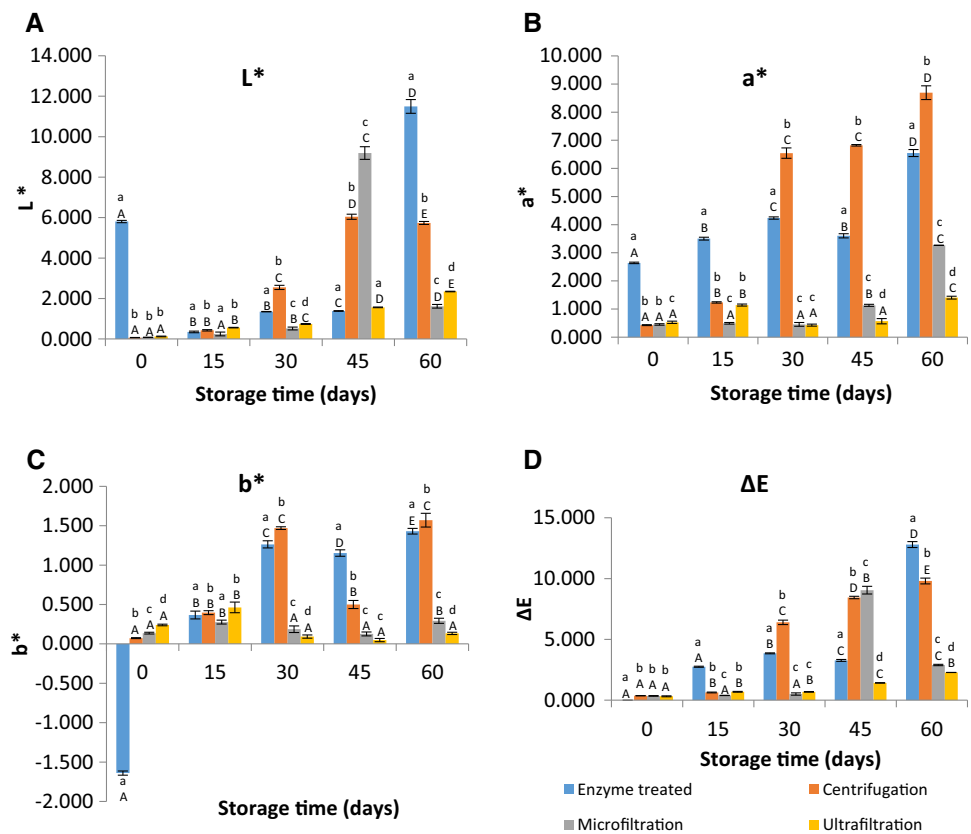 A
L*
14.000
12.000
10.000
8.000
6.000
4.000
2.000
0.000
L*
a b b b
A A A A
a b a b
A B A B
a b c d
B C B C
a b c a
C D C D
a b c d
D E D E
0 15 30 45 60
Storage time (days)
B
a*
10.000
9.000
8.000
7.000
6.000
5.000
4.000
3.000
2.000
1.000
0.000
a*
a b b c
A A A A
a b c b
B B A B
a b c c
C C A A
a b c d
B C B A
a b c d
D D C C
0 15 30 45 60
Storage time (days)
C
b*
2.000
1.500
1.000
0.500
0.000
-0.500
-1.000
-1.500
-2.000
b*
a b c d
A A A A
a b a b
B B B B
a b c d
C C A A
a b c d
D B A A
a b c d
E C B A
0 15 30 45 60
Storage time (days)
D
ΔE
15.000
10.000
5.000
0.000
ΔE
a b b b
A A A A
a b c b
A B A B
a b c b
B C A B
a b c d
C D B C
a b c d
D E C B
0 15 30 45 60
Storage time (days)
Enzyme treated
Centrifugation
Microfiltration
Ultrafiltration